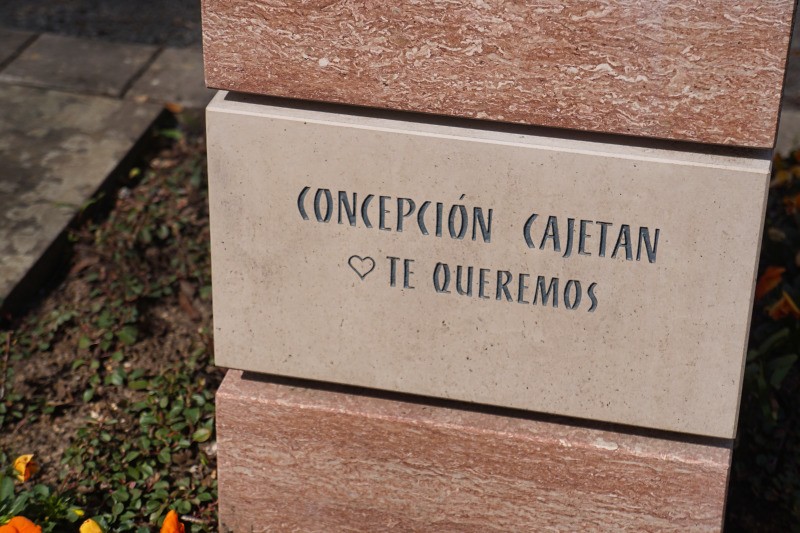 CONCEPCIÓN CAJETAN
♡ TE QUEREMOS